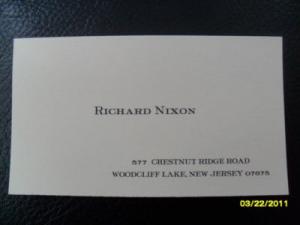 RICHARD NIXON
577 CHESTNUT RIDGE ROAD
WOODCLIFF LAKE, NEW JERSEY 07675
03/22/2011